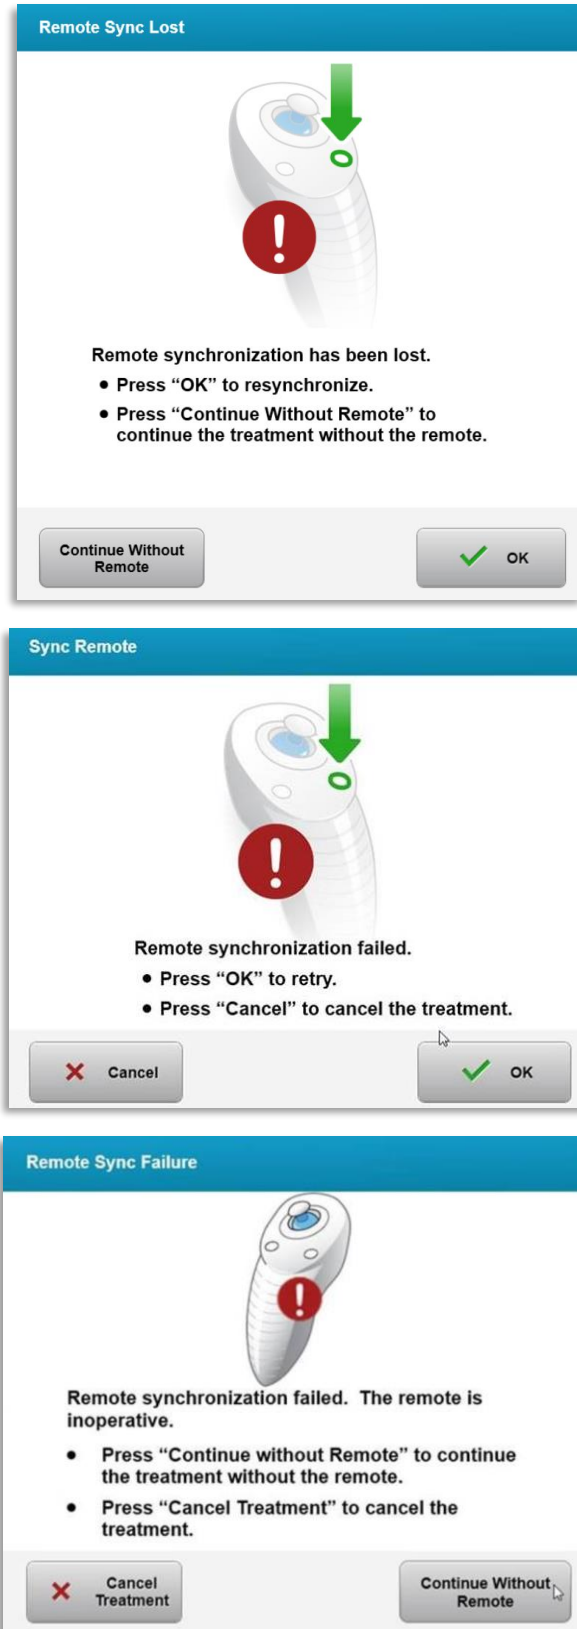 Remote Sync Lost
Remote synchronization has been lost.
• Press “OK” to resynchronize.
• Press “Continue Without Remote” to
continue the treatment without the remote.
Continue Without
Remote
OK
Sync Remote
Remote synchronization failed.
• Press “OK” to retry.
• Press “Cancel” to cancel the treatment.
Cancel
OK
Remote Sync Failure
Remote synchronization failed.  The remote is
inoperative.
• Press “Continue without Remote” to continue
the treatment without the remote.
• Press “Cancel Treatment” to cancel the
treatment.
Cancel
Treatment
Continue Without
Remote